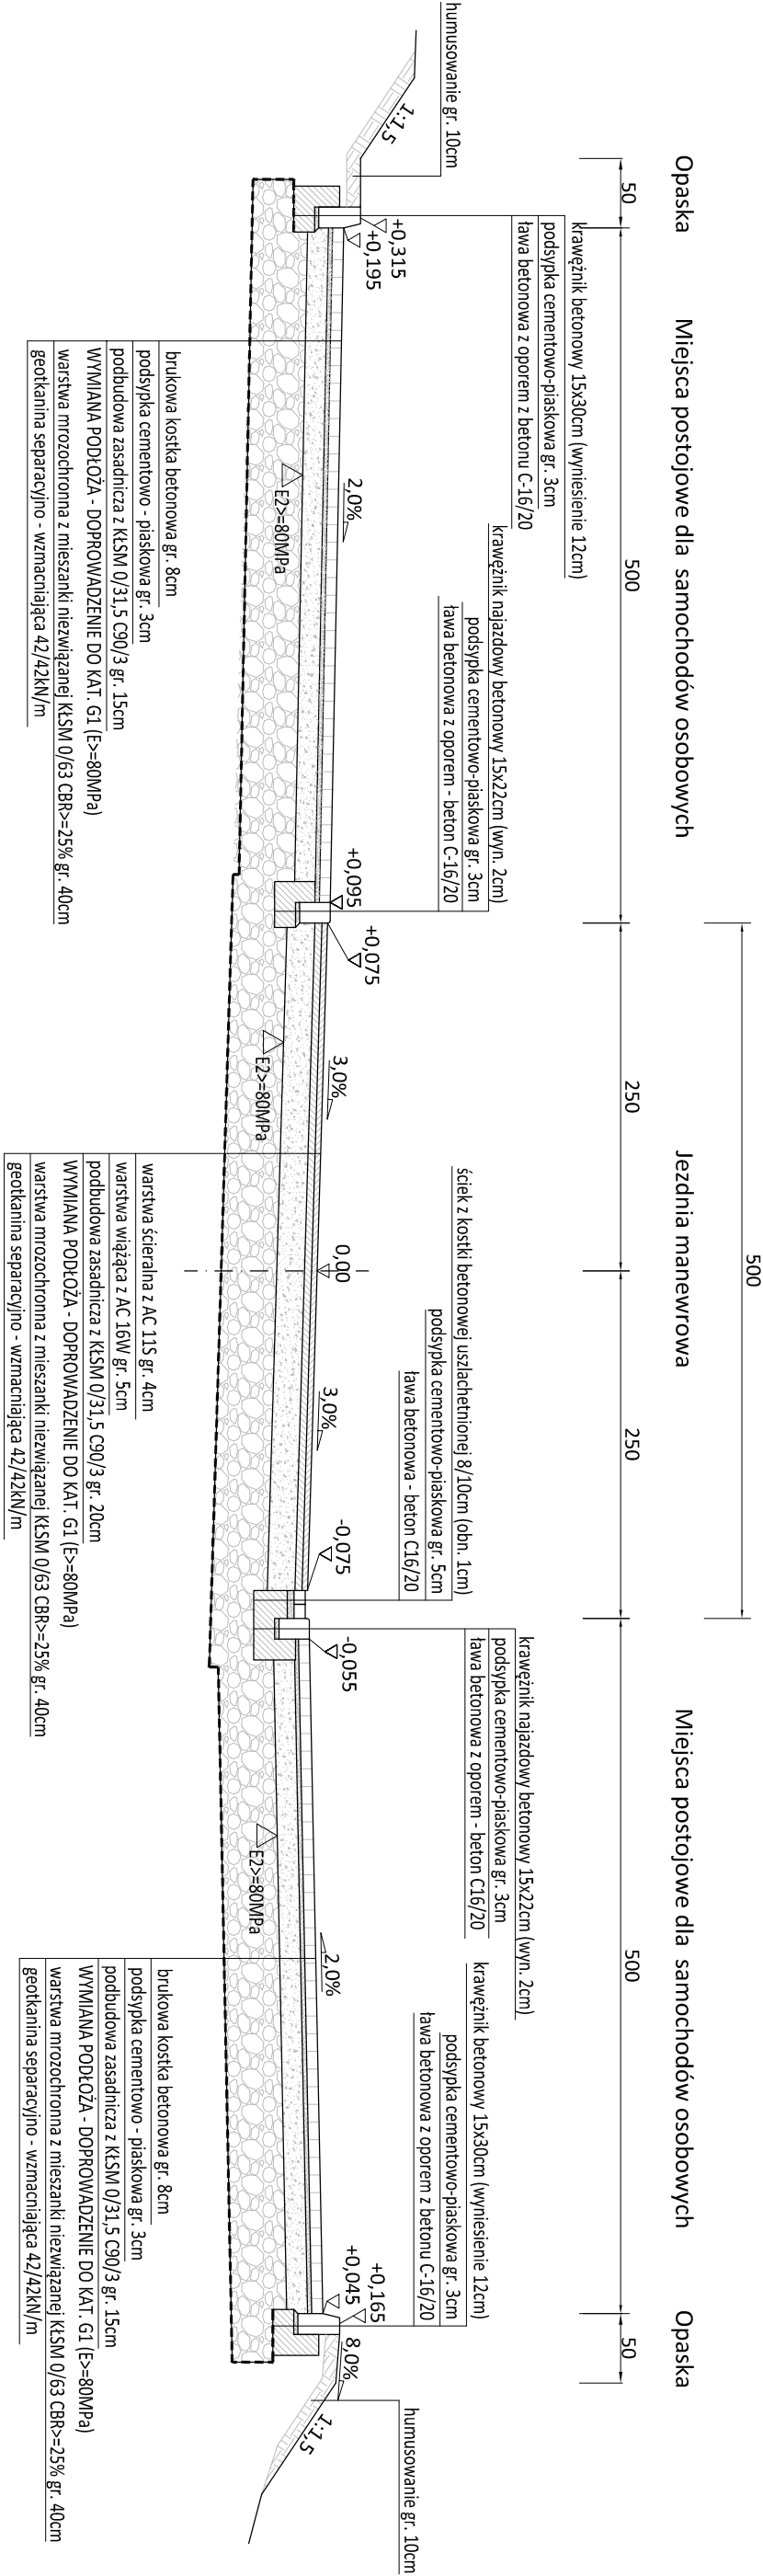 Opaska
Miejsca postojowe dla samochodów osobowych
Jezdnia manewrowa
Miejsca postojowe dla samochodów osobowych
Opaska
500
50
500
250
250
500
50
humusowanie gr. 10cm
1:1,5
krawężnik betonowy 15x30cm (wyniesienie 12cm)
podsypka cementowo-piaskowa gr. 3cm
ława betonowa z oporem z betonu C-16/20
krawężnik najazdowy betonowy 15x22cm (wyn. 2cm)
podsypka cementowo-piaskowa gr. 3cm
ława betonowa z oporem - beton C-16/20
ściek z kostki betonowej uszlachetnionej 8/10cm (obn. 1cm)
podsypka cementowo-piaskowa gr. 5cm
ława betonowa - beton C16/20
krawężnik najazdowy betonowy 15x22cm (wyn. 2cm)
podsypka cementowo-piaskowa gr. 3cm
ława betonowa z oporem - beton C16/20
krawężnik betonowy 15x30cm (wyniesienie 12cm)
podsypka cementowo-piaskowa gr. 3cm
ława betonowa z oporem z betonu C-16/20
humusowanie gr. 10cm
+0,315
+0,195
2,0%
+0,095
+0,075
3,0%
0,00
3,0%
-0,075
-0,055
2,0%
+0,165
+0,045
8,0%
1:1,5
E2>=80MPa
E2>=80MPa
E2>=80MPa
brukowa kostka betonowa gr. 8cm
podsypka cementowo - piaskowa gr. 3cm
podbudowa zasadnicza z KŁSM 0/31,5 C90/3 gr. 15cm
WYMIANA PODŁOŻA - DOPROWADZENIE DO KAT. G1 (E>=80MPa)
warstwa mrozochronna z mieszanki niezwiązanej KŁSM 0/63 CBR>=25% gr. 40cm
geotkanina separacyjno - wzmacniająca 42/42kN/m
warstwa ścieralna z AC 11S gr. 4cm
warstwa wiążąca z AC 16W gr. 5cm
podbudowa zasadnicza z KŁSM 0/31,5 C90/3 gr. 20cm
WYMIANA PODŁOŻA - DOPROWADZENIE DO KAT. G1 (E>=80MPa)
warstwa mrozochronna z mieszanki niezwiązanej KŁSM 0/63 CBR>=25% gr. 40cm
geotkanina separacyjno - wzmacniająca 42/42kN/m
brukowa kostka betonowa gr. 8cm
podsypka cementowo - piaskowa gr. 3cm
podbudowa zasadnicza z KŁSM 0/31,5 C90/3 gr. 15cm
WYMIANA PODŁOŻA - DOPROWADZENIE DO KAT. G1 (E>=80MPa)
warstwa mrozochronna z mieszanki niezwiązanej KŁSM 0/63 CBR>=25% gr. 40cm
geotkanina separacyjno - wzmacniająca 42/42kN/m